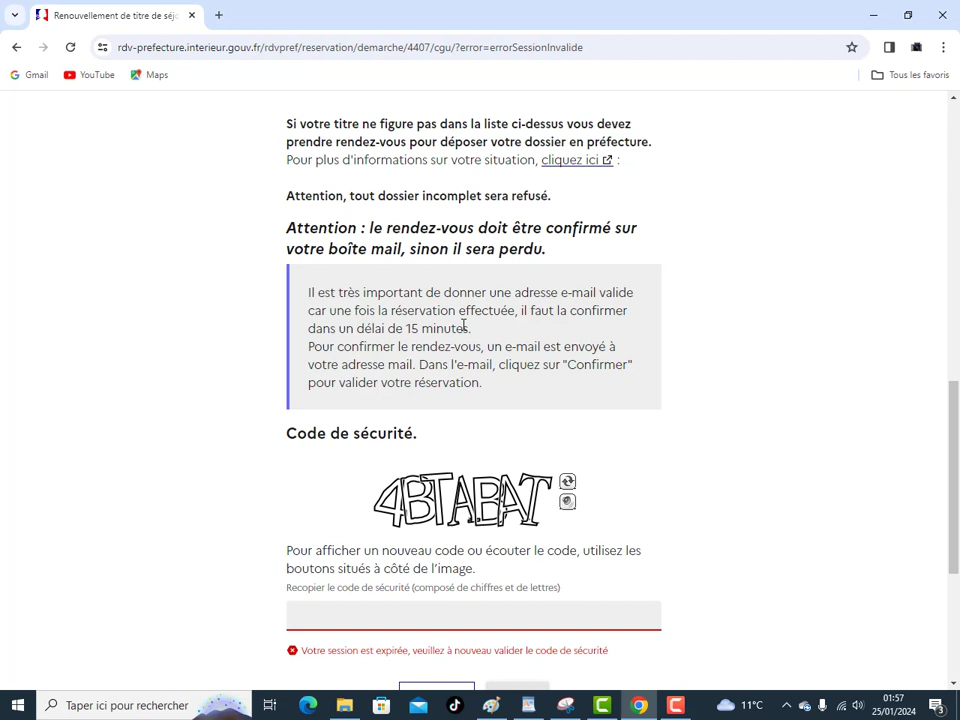 Renouvellement de titre de séjo
rdv-prefecture.interieur.gouv.fr/rdvpref/reservation/demarche/4407/cgu/?error=errorSessionInvalide
Gmail
YouTube
Maps
Tous les favoris
Si votre titre ne figure pas dans la liste ci-dessus vous devez
prendre rendez-vous pour déposer votre dossier en préfecture.
Pour plus d'informations sur votre situation, cliquez ici :
Attention, tout dossier incomplet sera refusé.
Attention : le rendez-vous doit être confirmé sur
votre boîte mail, sinon il sera perdu.
Il est très important de donner une adresse e-mail valide
car une fois la réservation effectuée, il faut la confirmer
dans un délai de 15 minutes.
Pour confirmer le rendez-vous, un e-mail est envoyé à
votre adresse mail. Dans l'e-mail, cliquez sur "Confirmer"
pour valider votre réservation.
Code de sécurité.
4BTABAT
Pour afficher un nouveau code ou écouter le code, utilisez les
boutons situés à côté de l’image.
Recopier le code de sécurité (composé de chiffres et de lettres)
Votre session est expirée, veuillez à nouveau valider le code de sécurité
Taper ici pour rechercher
11°C
01:57
25/01/2024
3